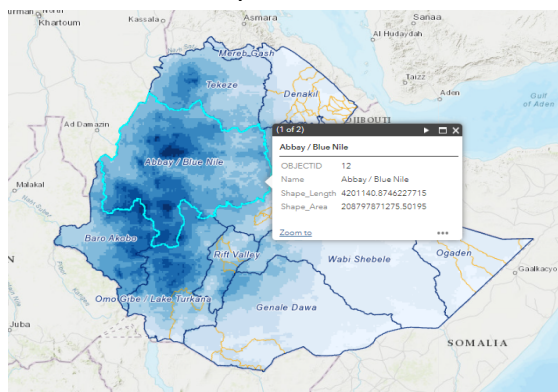 Khartoum
Kassala
Asmara
Sanaa
Al Hudaydah
Mereb Gash
Taizz
Tekeze
Denakil
Aden
Gulf
of Aden
DJIBOUTI
Ad Damazin
(1 of 2)
Abbay / Blue Nile
Abbay / Blue Nile
OBJECTID 12
Name Abbay / Blue Nile
Shape_Length 4201140.8746227715
Shape_Area 208797871275.50195
Zoom to
Malakal
Baro Akobo
Rift Valley
Wabi Shebele
Ogaden
Gaalkacyo
Omo Gibe / Lake Turkana
Genale Dawa
Juba
SOMALIA